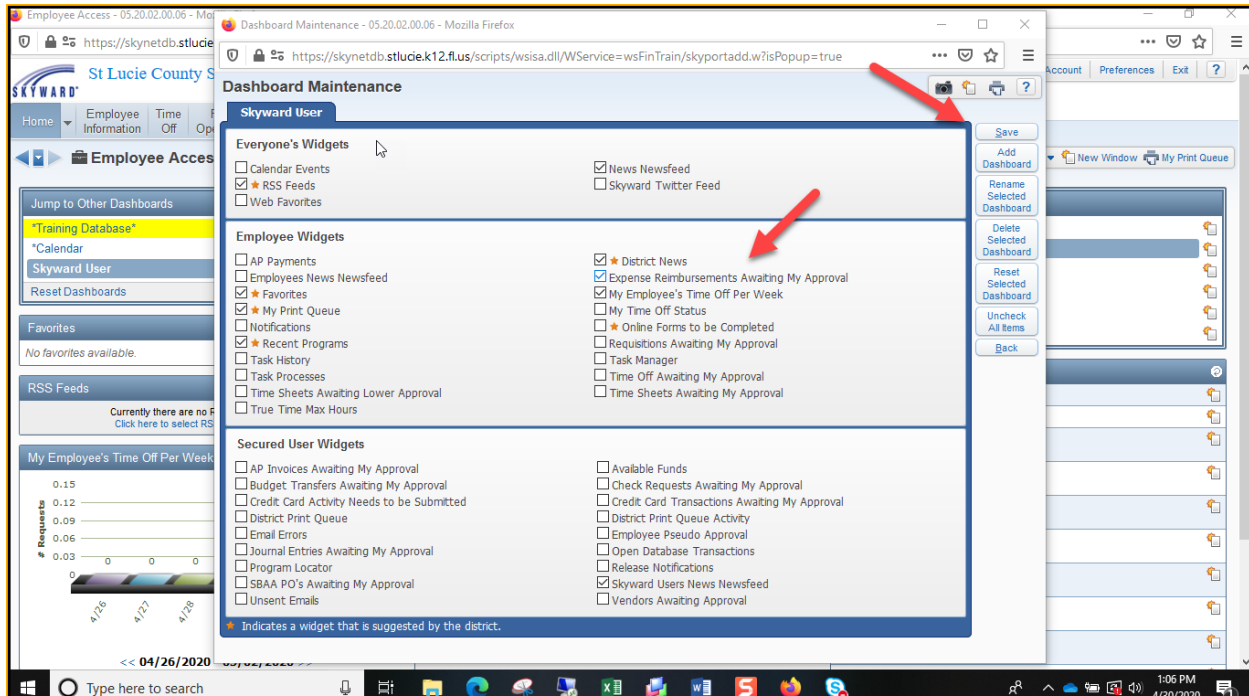 Employee Access - 05.20.02.00.06 - Mo
Dashboard Maintenance - 05.20.02.00.06 - Mozilla Firefox
https://skynetdb.stlucie
https://skynetdb.stlucie.k12.fl.us/scripts/wsisa.dll/WService=wsFinTrain/skyportadd.w?isPopup=true
SKYWARD
St Lucie County S
Account Preferences Exit ?
Home Employee Information Time Off Op
Employee Acces
New Window My Print Queue
Jump to Other Dashboards
*Training Database*
*Calendar
Skyward User
Reset Dashboards
Favorites
No favorites available.
RSS Feeds
Currently there are no R
Click here to select RS
My Employee's Time Off Per Week
# Requests
0.15
0.12
0.09
0.06
0.03
0
0 0 0
4/26 4/27 4/28
<< 04/26/2020 - 05/02/2020 >>
Dashboard Maintenance
?
Skyward User
Everyone's Widgets
Calendar Events News Newsfeed
RSS Feeds Skyward Twitter Feed
Web Favorites
Employee Widgets
AP Payments District News
Employees News Newsfeed Expense Reimbursements Awaiting My Approval
Favorites My Employee's Time Off Per Week
My Print Queue My Time Off Status
Notifications Online Forms to be Completed
Recent Programs Requisitions Awaiting My Approval
Task History Task Manager
Task Processes Time Off Awaiting My Approval
Time Sheets Awaiting Lower Approval Time Sheets Awaiting My Approval
True Time Max Hours
Secured User Widgets
AP Invoices Awaiting My Approval Available Funds
Budget Transfers Awaiting My Approval Check Requests Awaiting My Approval
Credit Card Activity Needs to be Submitted Credit Card Transactions Awaiting My Approval
District Print Queue District Print Queue Activity
Email Errors Employee Pseudo Approval
Journal Entries Awaiting My Approval Open Database Transactions
Program Locator Release Notifications
SBAA PO's Awaiting My Approval Skyward Users News Newsfeed
Unsent Emails Vendors Awaiting Approval
Indicates a widget that is suggested by the district.
Save
Add
Dashboard
Rename
Selected
Dashboard
Delete
Selected
Dashboard
Reset
Selected
Dashboard
Uncheck
All Items
Back
Type here to search
1:06 PM
4/20/2020